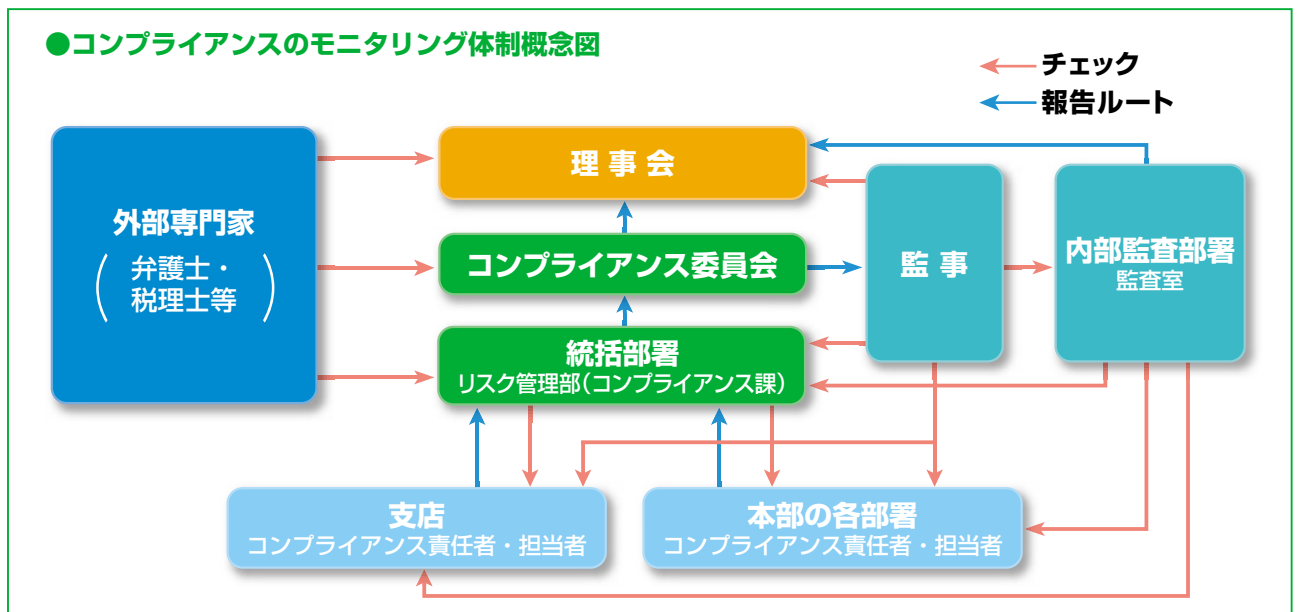 ●コンプライアンスのモニタリング体制概念図
チェック
報告ルート
外部専門家
(弁護士・
税理士等)
理事会
コンプライアンス委員会
統括部署
リスク管理部(コンプライアンス課)
監事
内部監査部署
監査室
支店
コンプライアンス責任者・担当者
本部の各部署
コンプライアンス責任者・担当者